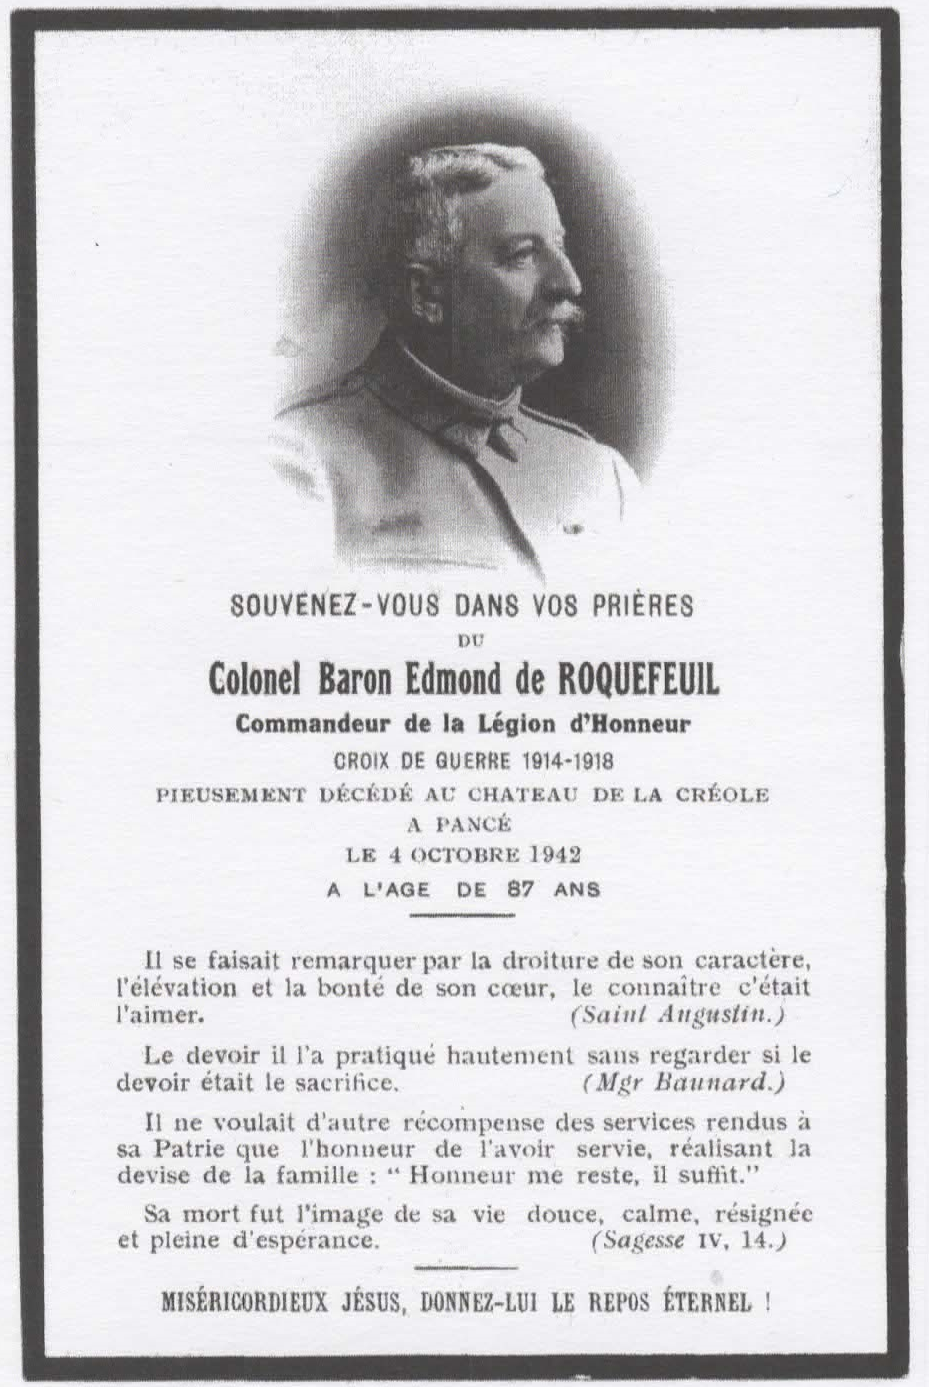 SOUVENEZ-VOUS DANS VOS PRIÈRES
DU
Colonel Baron Edmond de ROQUEFEUIL
Commandeur de la Légion d'Honneur
CROIX DE GUERRE 1914-1918
PIEUSEMENT DÉCÉDÉ AU CHATEAU DE LA CRÉOLE
A PANCÉ
LE 4 OCTOBRE 1942
A L'AGE DE 87 ANS
Il se faisait remarquer par la droiture de son caractère,
l'élévation et la bonté de son cœur, le connaître c'était
l'aimer. (Saint Augustin.)
Le devoir il l'a pratiqué hautement sans regarder si le
devoir était le sacrifice. (Mgr Baunard.)
Il ne voulait d'autre récompense des services rendus à
sa Patrie que l'honneur de l'avoir servie, réalisant la
devise de la famille : “ Honneur me reste, il suffit.”
Sa mort fut l'image de sa vie douce, calme, résignée
et pleine d'espérance. (Sagesse IV, 14.)
MISÉRICORDIEUX JÉSUS, DONNEZ-LUI LE REPOS ÉTERNEL !